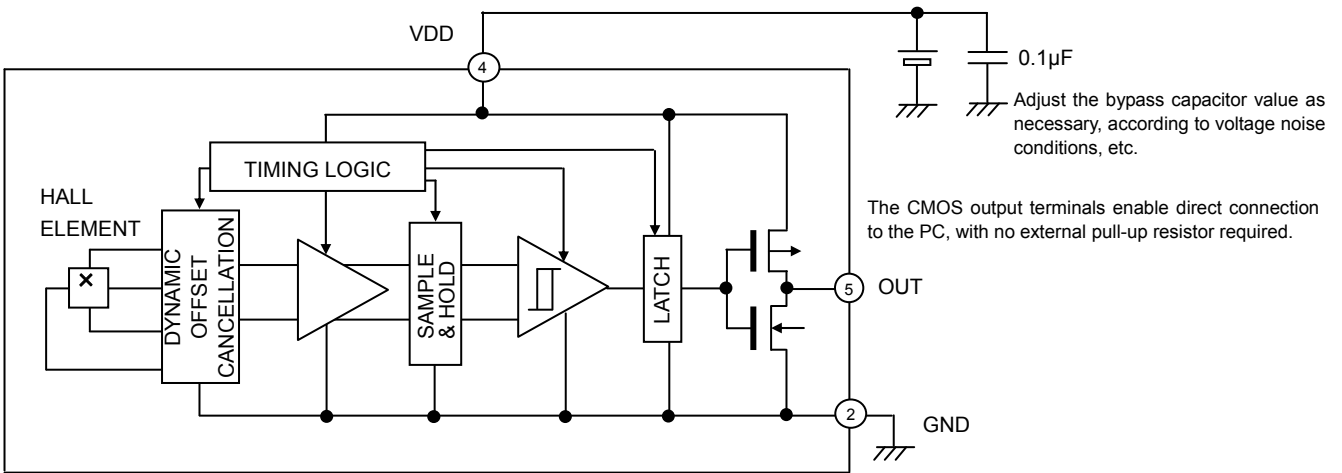 VDD
4
0.1µF
Adjust the bypass capacitor value as
necessary, according to voltage noise
conditions, etc.
TIMING LOGIC
HALL
ELEMENT
The CMOS output terminals enable direct connection
to the PC, with no external pull-up resistor required.
×
DYNAMIC
OFFSET
CANCELLATION
SAMPLE
& HOLD
LATCH
5
OUT
2
GND